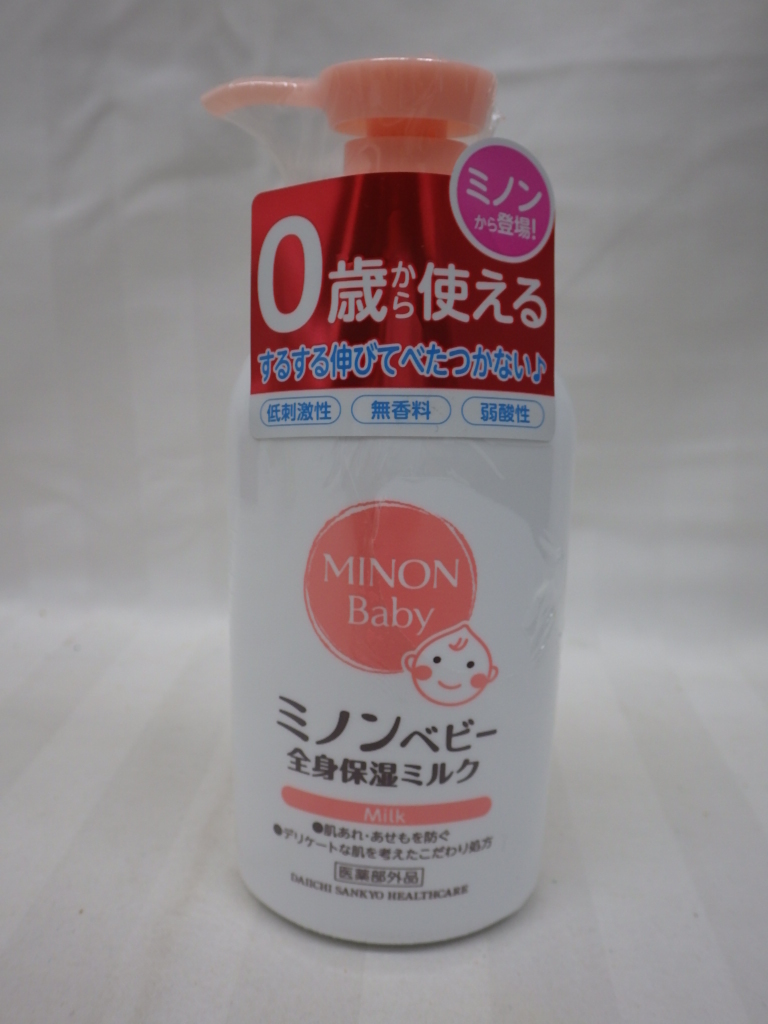 ミノン
から登場!
0歳から使える
するする伸びてべたつかない♪
低刺激性 無香料 弱酸性
MINON
Baby
ミノンベビー
全身保湿ミルク
Milk
●肌あれ・あせもを防ぐ
●デリケートな肌を考えたこだわり処方
医薬部外品
DAIICHI SANKYO HEALTHCARE